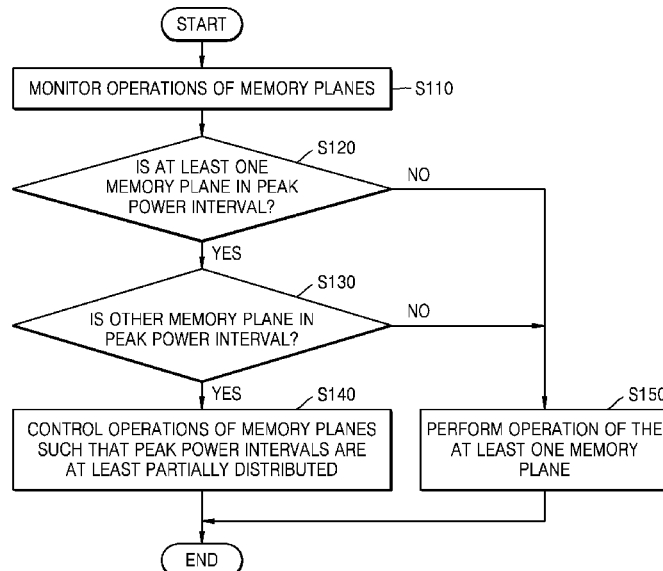 START
MONITOR OPERATIONS OF MEMORY PLANES
S110
S120
IS AT LEAST ONE
MEMORY PLANE IN PEAK
POWER INTERVAL?
NO
YES
S130
IS OTHER MEMORY PLANE IN
PEAK POWER INTERVAL?
NO
YES
S140
CONTROL OPERATIONS OF MEMORY PLANES
SUCH THAT PEAK POWER INTERVALS ARE
AT LEAST PARTIALLY DISTRIBUTED
S150
PERFORM OPERATION OF THE
AT LEAST ONE MEMORY
PLANE
END